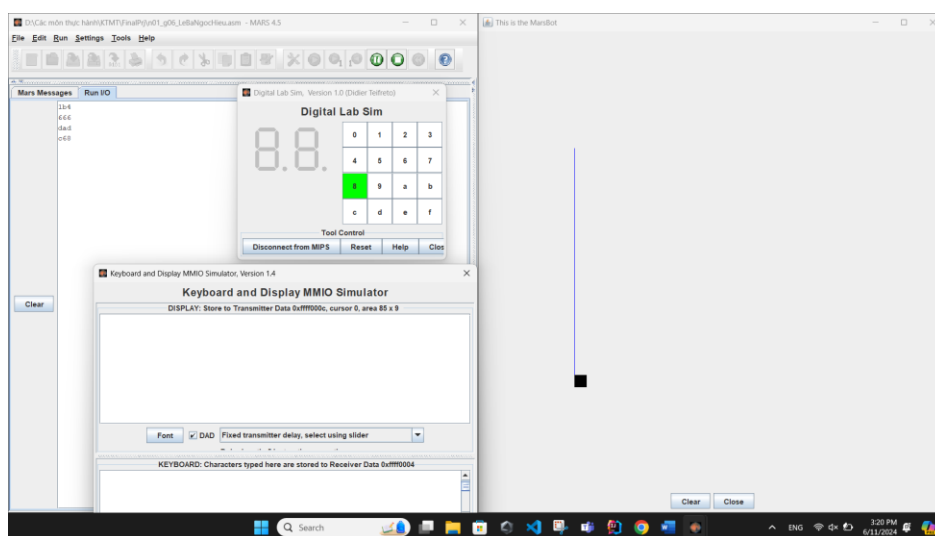 D:\Các môn thực hành\KTMT\FinalPrj\n01_g06_LeBaNgocHieu.asm - MARS 4.5
File Edit Run Settings Tools Help
Mars Messages Run I/O
1b4
666
dad
c68
Clear
Digital Lab Sim, Version 1.0 (Didier Teifreto)
Digital Lab Sim
8.8.
0 1 2 3
4 5 6 7
8 9 a b
c d e f
Tool Control
Disconnect from MIPS Reset Help Clos
Keyboard and Display MMIO Simulator, Version 1.4
Keyboard and Display MMIO Simulator
DISPLAY: Store to Transmitter Data 0xffff000c, cursor 0, area 85 x 9
Font DAD Fixed transmitter delay, select using slider
KEYBOARD: Characters typed here are stored to Receiver Data 0xffff0004
This is the MarsBot
Clear Close
Search
ENG
3:20 PM
6/11/2024